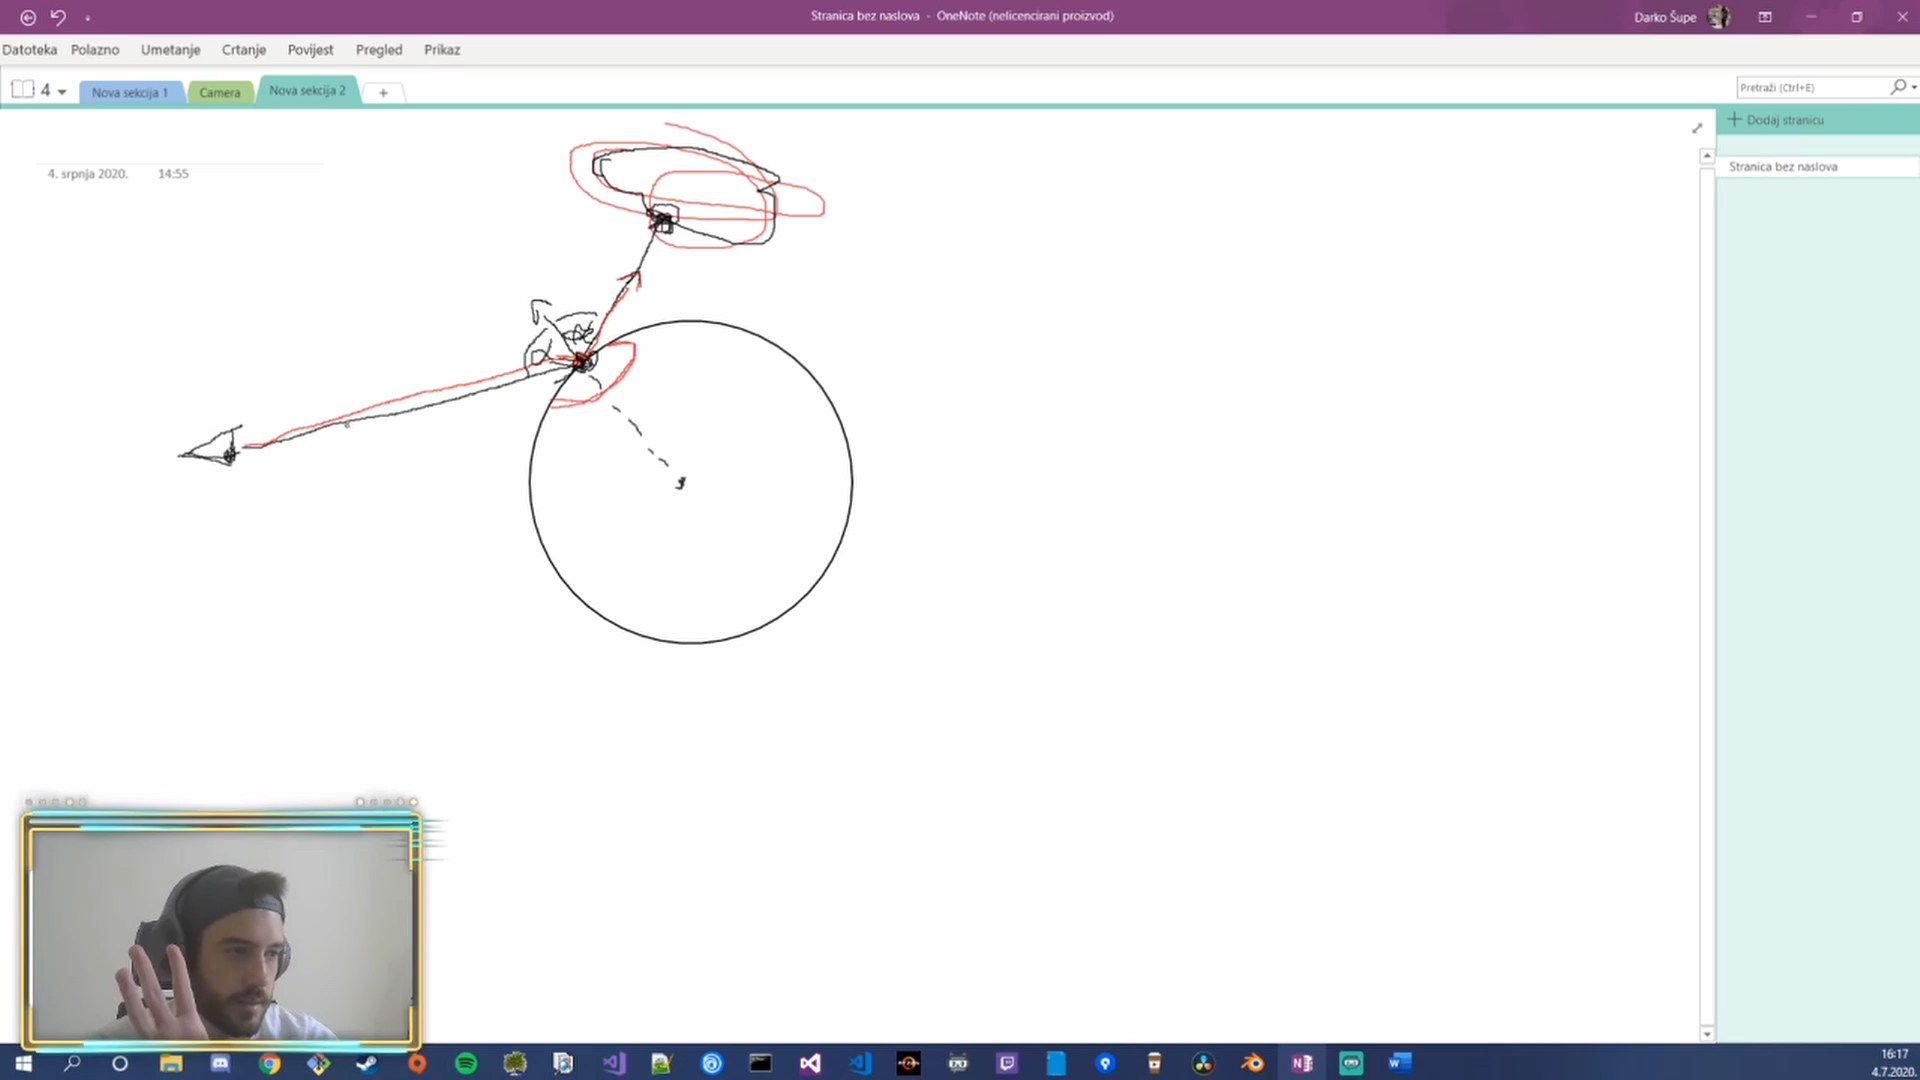 Stranica bez naslova - OneNote (nelicencirani proizvod)
Darko Šupe
Datoteka Polazno Umetanje Crtanje Povijest Pregled Prikaz
4 Nova sekcija 1 Camera Nova sekcija 2 +
Pretraži (Ctrl+E)
+ Dodaj stranicu
Stranica bez naslova
4. srpnja 2020. 14:55
16:17
4.7.2020.